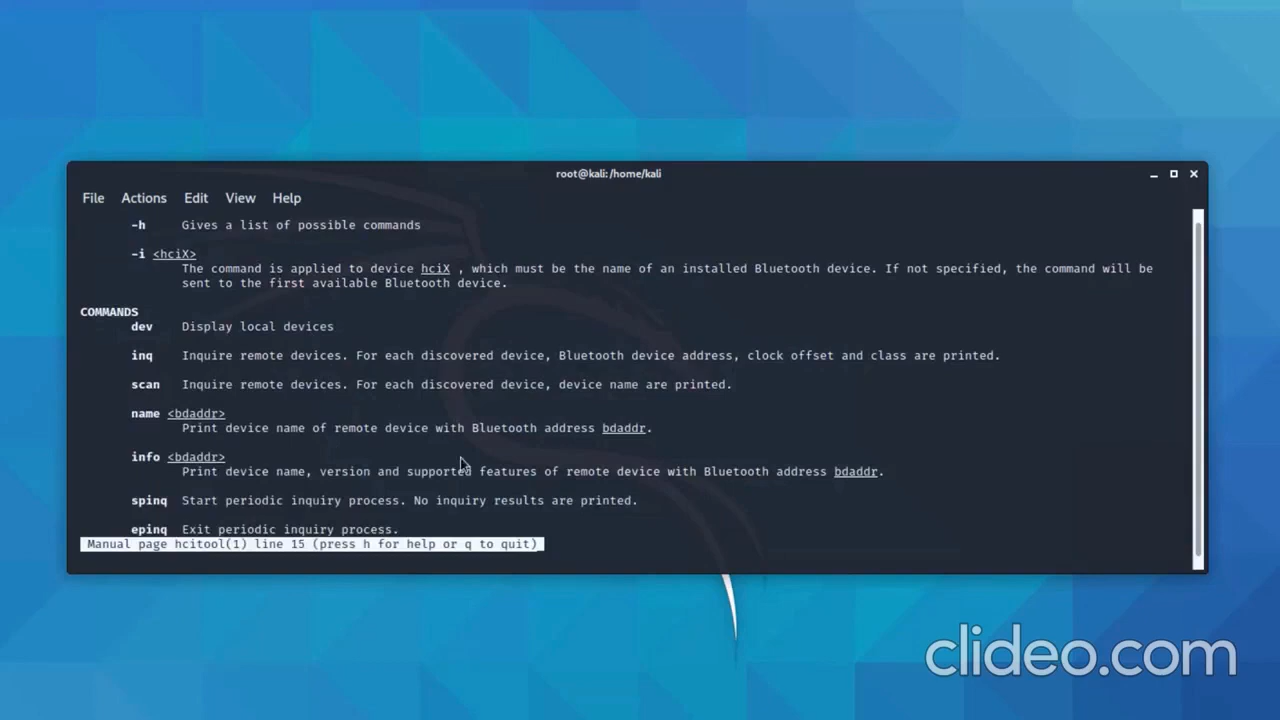 root@kali:/home/kali
File Actions Edit View Help
-h Gives a list of possible commands
-i <hciX>
The command is applied to device hciX , which must be the name of an installed Bluetooth device. If not specified, the command will be
sent to the first available Bluetooth device.
COMMANDS
dev Display local devices
inq Inquire remote devices. For each discovered device, Bluetooth device address, clock offset and class are printed.
scan Inquire remote devices. For each discovered device, device name are printed.
name <bdaddr>
Print device name of remote device with Bluetooth address bdaddr.
info <bdaddr>
Print device name, version and supported features of remote device with Bluetooth address bdaddr.
spinq Start periodic inquiry process. No inquiry results are printed.
epinq Exit periodic inquiry process.
Manual page hcitool(1) line 15 (press h for help or q to quit)
clideo.com